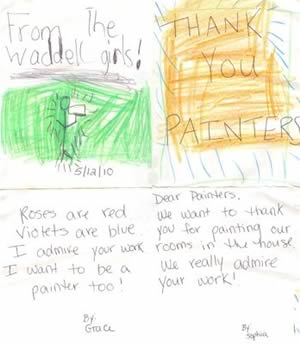 From The
Waddell girls!
5/12/10
THANK
YOU
PAINTERS
Roses are red
Violets are blue
I admire your work
I want to be a
painter too!
By:
Grace
Dear Painters,
We want to thank
you for painting our
rooms in the house.
We really admire
your work!
By:
Sophia